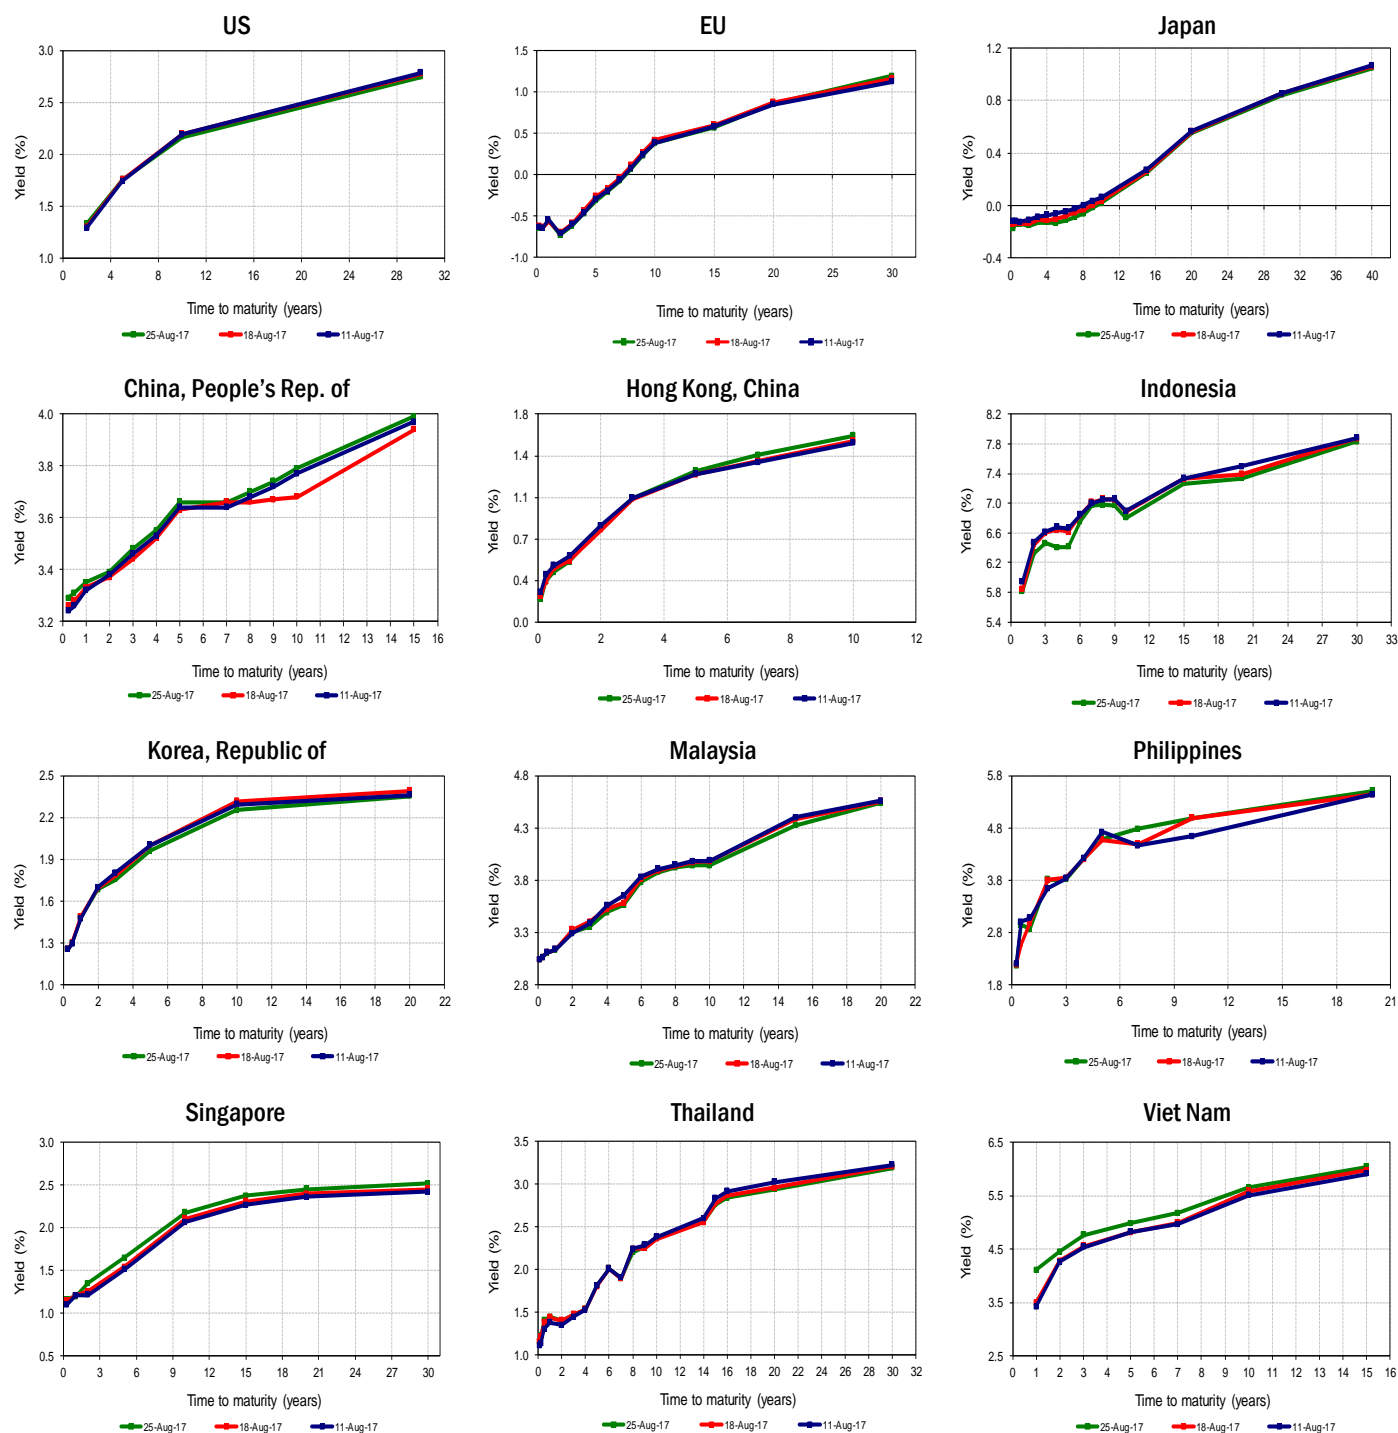 US
EU
Japan
3.0
2.5
2.0
1.5
1.0
0 4 8 12 16 20 24 28 32
Yield (%)
Time to maturity (years)
25-Aug-17 18-Aug-17 11-Aug-17
1.5
1.0
0.5
0.0
-0.5
-1.0
0 5 10 15 20 25 30
Yield (%)
Time to maturity (years)
25-Aug-17 18-Aug-17 11-Aug-17
1.2
0.8
0.4
0.0
-0.4
0 4 8 12 16 20 24 28 32 36 40
Yield (%)
Time to maturity (years)
25-Aug-17 18-Aug-17 11-Aug-17
China, People's Rep. of
Hong Kong, China
Indonesia
4.0
3.8
3.6
3.4
3.2
0 1 2 3 4 5 6 7 8 9 10 11 12 13 14 15 16
Yield (%)
Time to maturity (years)
25-Aug-17 18-Aug-17 11-Aug-17
1.8
1.4
1.1
0.7
0.4
0.0
0 2 4 6 8 10 12
Yield (%)
Time to maturity (years)
25-Aug-17 18-Aug-17 11-Aug-17
8.2
7.8
7.4
7.0
6.6
6.2
5.8
5.4
0 3 6 9 12 15 18 21 24 27 30 33
Yield (%)
Time to maturity (years)
25-Aug-17 18-Aug-17 11-Aug-17
Korea, Republic of
Malaysia
Philippines
2.5
2.2
1.9
1.6
1.3
1.0
0 2 4 6 8 10 12 14 16 18 20 22
Yield (%)
Time to maturity (years)
25-Aug-17 18-Aug-17 11-Aug-17
4.8
4.3
3.8
3.3
2.8
0 2 4 6 8 10 12 14 16 18 20 22
Yield (%)
Time to maturity (years)
25-Aug-17 18-Aug-17 11-Aug-17
5.8
4.8
3.8
2.8
1.8
0 3 6 9 12 15 18 21
Yield (%)
Time to maturity (years)
25-Aug-17 18-Aug-17 11-Aug-17
Singapore
Thailand
Viet Nam
3.0
2.5
2.0
1.5
1.0
0.5
0 3 6 9 12 15 18 21 24 27 30
Yield (%)
Time to maturity (years)
25-Aug-17 18-Aug-17 11-Aug-17
3.5
3.0
2.5
2.0
1.5
1.0
0 2 4 6 8 10 12 14 16 18 20 22 24 26 28 30 32
Yield (%)
Time to maturity (years)
25-Aug-17 18-Aug-17 11-Aug-17
6.5
5.5
4.5
3.5
2.5
0 1 2 3 4 5 6 7 8 9 10 11 12 13 14 15 16
Yield (%)
Time to maturity (years)
25-Aug-17 18-Aug-17 11-Aug-17